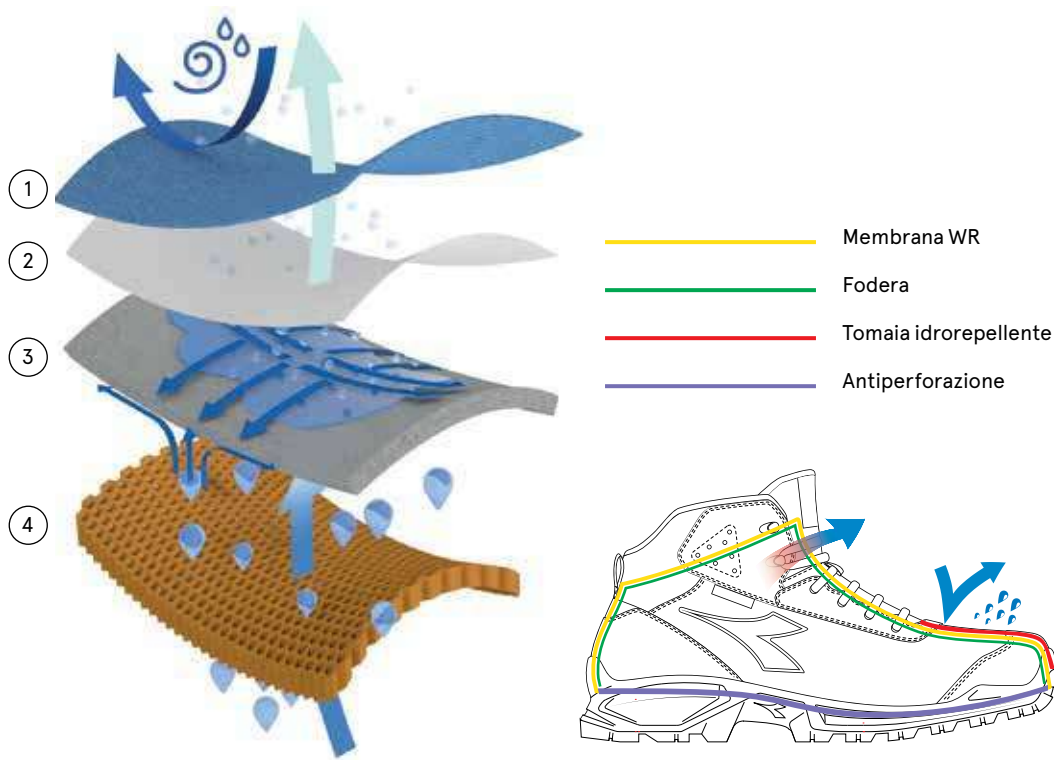 1
2
3
4
Membrana WR
Fodera
Tomaia idrorepellente
Antiperforazione